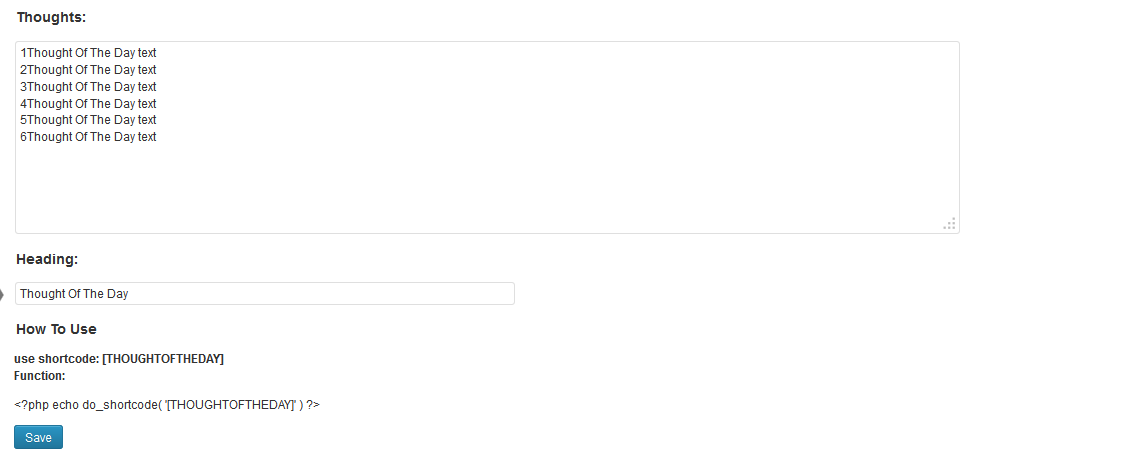 Thoughts:
1Thought Of The Day text
2Thought Of The Day text
3Thought Of The Day text
4Thought Of The Day text
5Thought Of The Day text
6Thought Of The Day text
Heading:
Thought Of The Day
How To Use
use shortcode: [THOUGHTOFTHEDAY]
Function:
<?php echo do_shortcode( '[THOUGHTOFTHEDAY]' ) ?>
Save